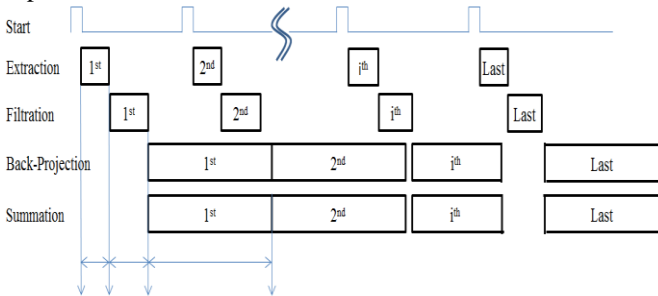 Start
Extraction 1st 2nd ith Last
Filtration 1st 2nd ith Last
Back-Projection 1st 2nd ith Last
Summation 1st 2nd ith Last